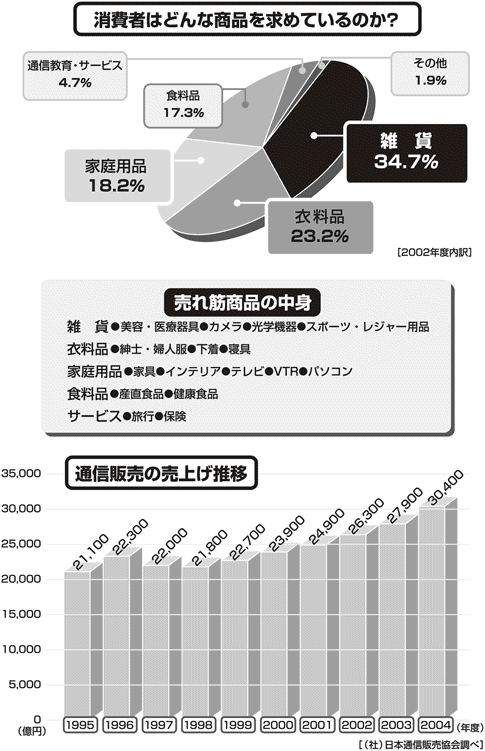 消費者はどんな商品を求めているのか?
通信教育・サービス
4.7%
その他
1.9%
食料品
17.3%
雑 貨
34.7%
家庭用品
18.2%
衣料品
23.2%
[2002年度内訳]
売れ筋商品の中身
雑 貨●美容・医療器具●カメラ●光学機器●スポーツ・レジャー用品
衣料品●紳士・婦人服●下着●寝具
家庭用品●家具●インテリア●テレビ●VTR●パソコン
食料品●産直食品●健康食品
サービス●旅行●保険
通信販売の売上げ推移
35,000
30,000
25,000
20,000
15,000
10,000
5,000
0
(億円)
21,100
22,300
22,000
21,800
22,700
23,900
24,900
26,300
27,900
30,400
1995 1996 1997 1998 1999 2000 2001 2002 2003 2004 (年度)
[(社)日本通信販売協会調べ]